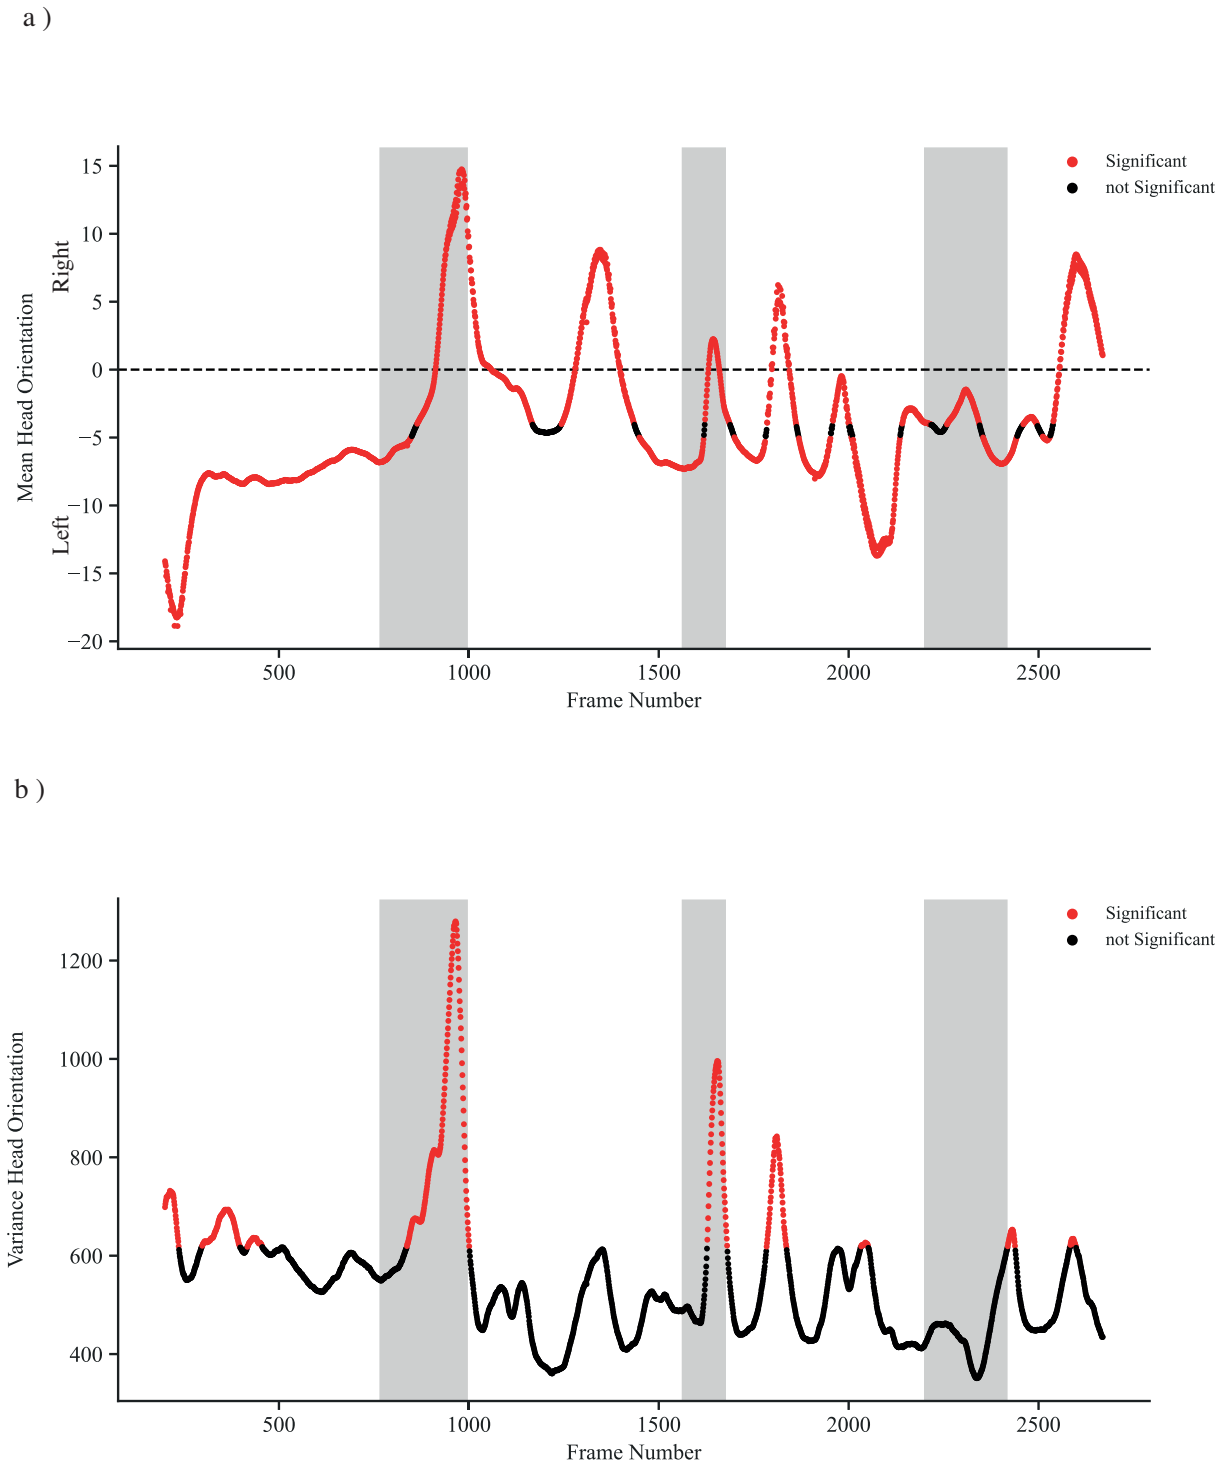 a )
Significant
not Significant
15
10
5
0
−5
−10
−15
−20
Right
Left
Mean Head Orientation
500
1000
1500
2000
2500
Frame Number
b )
Significant
not Significant
1200
1000
800
600
400
Variance Head Orientation
500
1000
1500
2000
2500
Frame Number